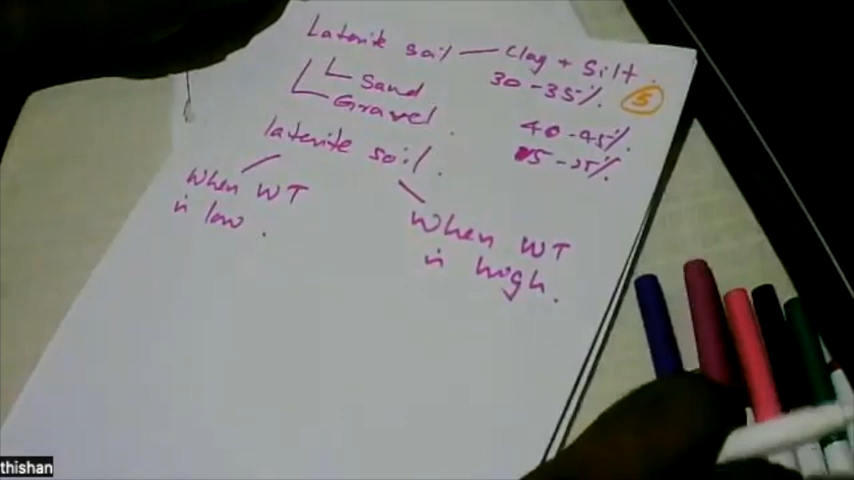 Laterite soil — Clay + Silt.
30-35%. 5
Sand
Gravel.
40-45%.
15-25%.
laterite soil.
When WT
is low.
When WT
is high.
thishan